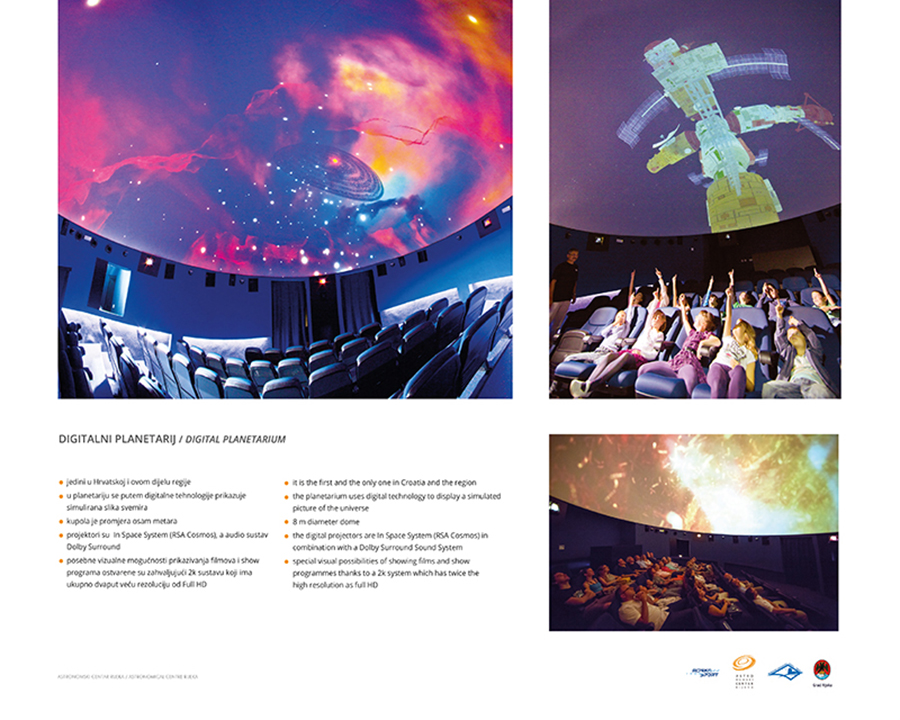 DIGITALNI PLANETARIJ / DIGITAL PLANETARIUM
jedini u Hrvatskoj i ovom dijelu regije
u planetariju se putem digitalne tehnologije prikazuje
simulirana slika svemira
kupola je promjera osam metara
projektori su In Space System (RSA Cosmos), a audio sustav
Dolby Surround
posebne vizualne mogućnosti prikazivanja filmova i show
programa ostvarene su zahvaljujući 2k sustavu koji ima
ukupno dvaput veću rezoluciju od Full HD
it is the first and the only one in Croatia and the region
the planetarium uses digital technology to display a simulated
picture of the universe
8 m diameter dome
the digital projectors are In Space System (RSA Cosmos) in
combination with a Dolby Surround Sound System
special visual possibilities of showing films and show
programmes thanks to a 2k system which has twice the
high resolution as full HD
ASTRONOMSKI CENTAR RIJEKA / ASTRONOMICAL CENTRE RIJEKA
Grad Rijeka